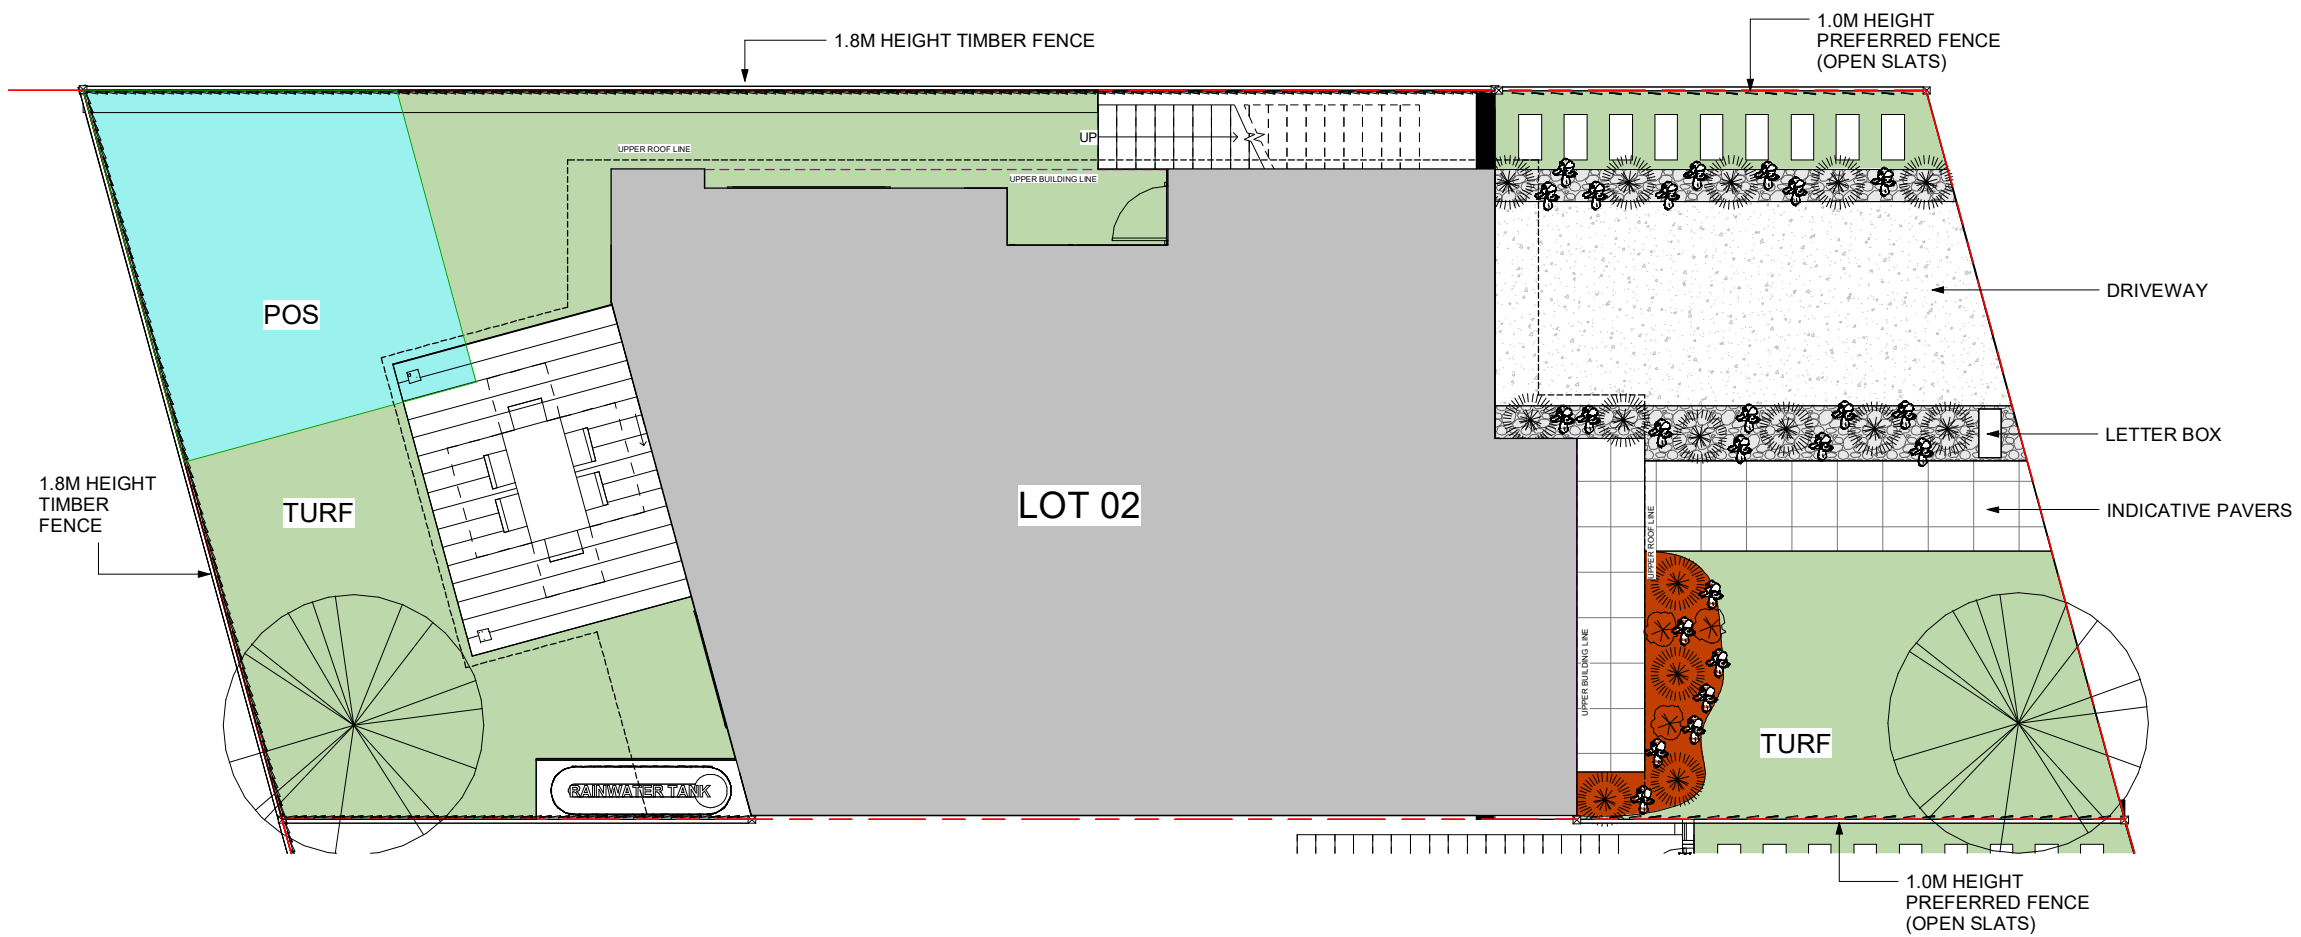 1.0M HEIGHT
PREFERRED FENCE
(OPEN SLATS)
1.8M HEIGHT TIMBER FENCE
UP
UPPER ROOF LINE
UPPER BUILDING LINE
DRIVEWAY
POS
LETTER BOX
1.8M HEIGHT
TIMBER
FENCE
TURF
LOT 02
INDICATIVE PAVERS
UPPER ROOF LINE
UPPER BUILDING LINE
TURF
RAINWATER TANK
1.0M HEIGHT
PREFERRED FENCE
(OPEN SLATS)